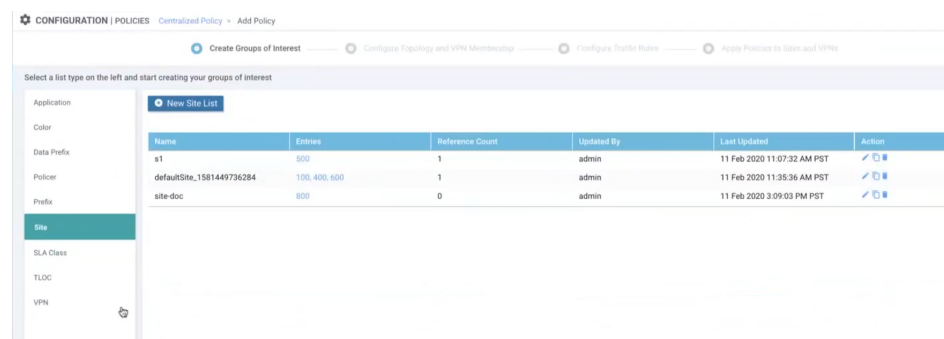 CONFIGURATION | POLICIES Centralized Policy > Add Policy
Create Groups of Interest Configure Topology and VPN Membership Configure Traffic Rules Apply Policies to Sites and VPNs
Select a list type on the left and start creating your groups of interest
Application
Color
Data Prefix
Policer
Prefix
Site
SLA Class
TLOC
VPN
New Site List
Name Entries Reference Count Updated By Last Updated Action
s1 500 1 admin 11 Feb 2020 11:07:32 AM PST
defaultSite_1581449736284 100, 400, 600 1 admin 11 Feb 2020 11:35:36 AM PST
site-doc 800 0 admin 11 Feb 2020 3:09:03 PM PST